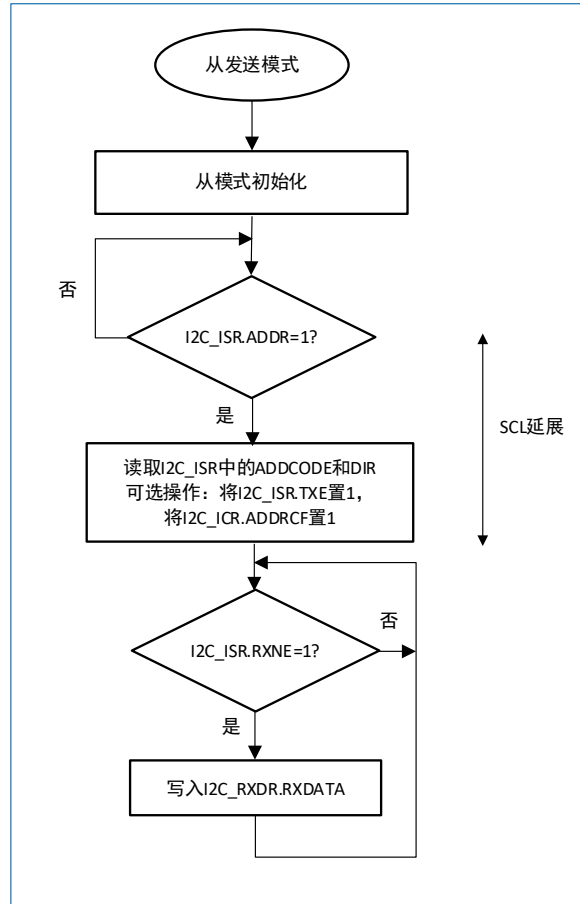 从发送模式
从模式初始化
否
I2C_ISR.ADDR=1?
是
SCL延展
读取I2C_ISR中的ADDCODE和DIR
可选操作：将I2C_ISR.TXE置1，
将I2C_ICR.ADDRCF置1
否
I2C_ISR.RXNE=1?
是
写入I2C_RXDR.RXDATA